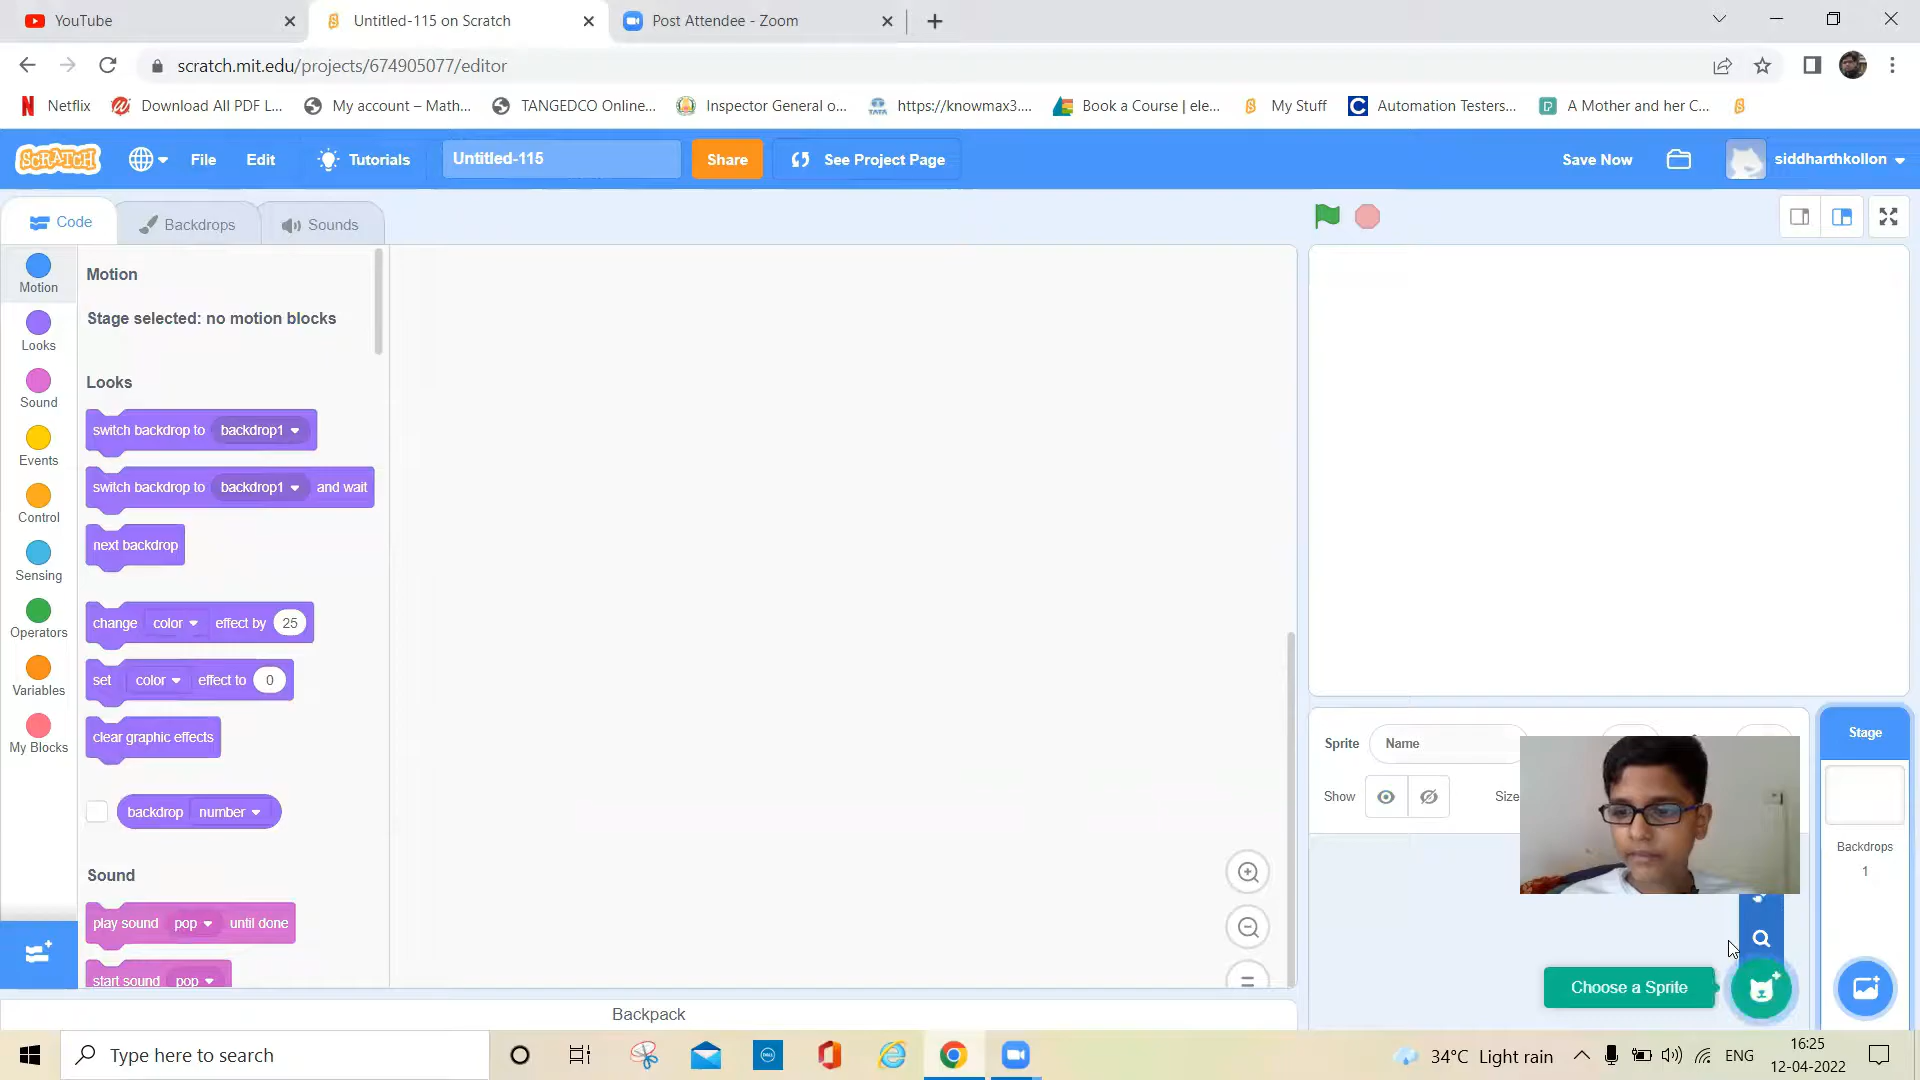 YouTube
Untitled-115 on Scratch
Post Attendee - Zoom
scratch.mit.edu/projects/674905077/editor
Netflix
Download All PDF L...
My account – Math...
TANGEDCO Online...
Inspector General o...
https://knowmax3....
Book a Course | ele...
My Stuff
Automation Testers...
A Mother and her C...
SCRATCH
File
Edit
Tutorials
Untitled-115
Share
See Project Page
Save Now
siddharthkollon
Code
Backdrops
Sounds
Motion
Looks
Sound
Events
Control
Sensing
Operators
Variables
My Blocks
Motion
Stage selected: no motion blocks
Looks
switch backdrop to backdrop1
switch backdrop to backdrop1 and wait
next backdrop
change color effect by 25
set color effect to 0
clear graphic effects
backdrop number
Sound
play sound pop until done
start sound pop
Backpack
Sprite Name
Show
Size
Stage
Backdrops
1
Choose a Sprite
Type here to search
DELL
34°C Light rain
ENG
16:25
12-04-2022